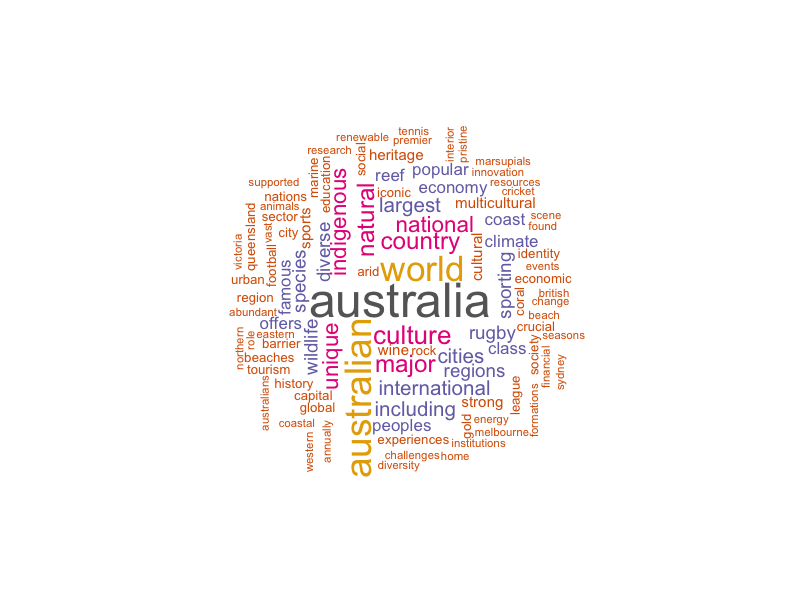 tennis
renewable
premier
interior
pristine
research
social
heritage
marsupials
innovation
marine
education
reef
popular
supported
nations
animals
indigenous
natural
iconic
economy
resources
cricket
largest
multicultural
sector
sports
queensland
vast
city
football
diverse
national
coast
scene
found
country
cultural
climate
victoria
species
identity
events
urban
famous
arid
world
sporting
economic
region
australia
coral
british
change
abundant
offers
beach
crucial
northern
role
eastern
barrier
wildlife
unique
australian
culture
rugby
seasons
beaches
wine
rock
cities
class
society
financial
tourism
major
regions
sydney
australians
history
international
capital
global
including
strong
league
formations
coastal
peoples
gold
energy
melbourne
western
annually
experiences
institutions
challenges
home
diversity